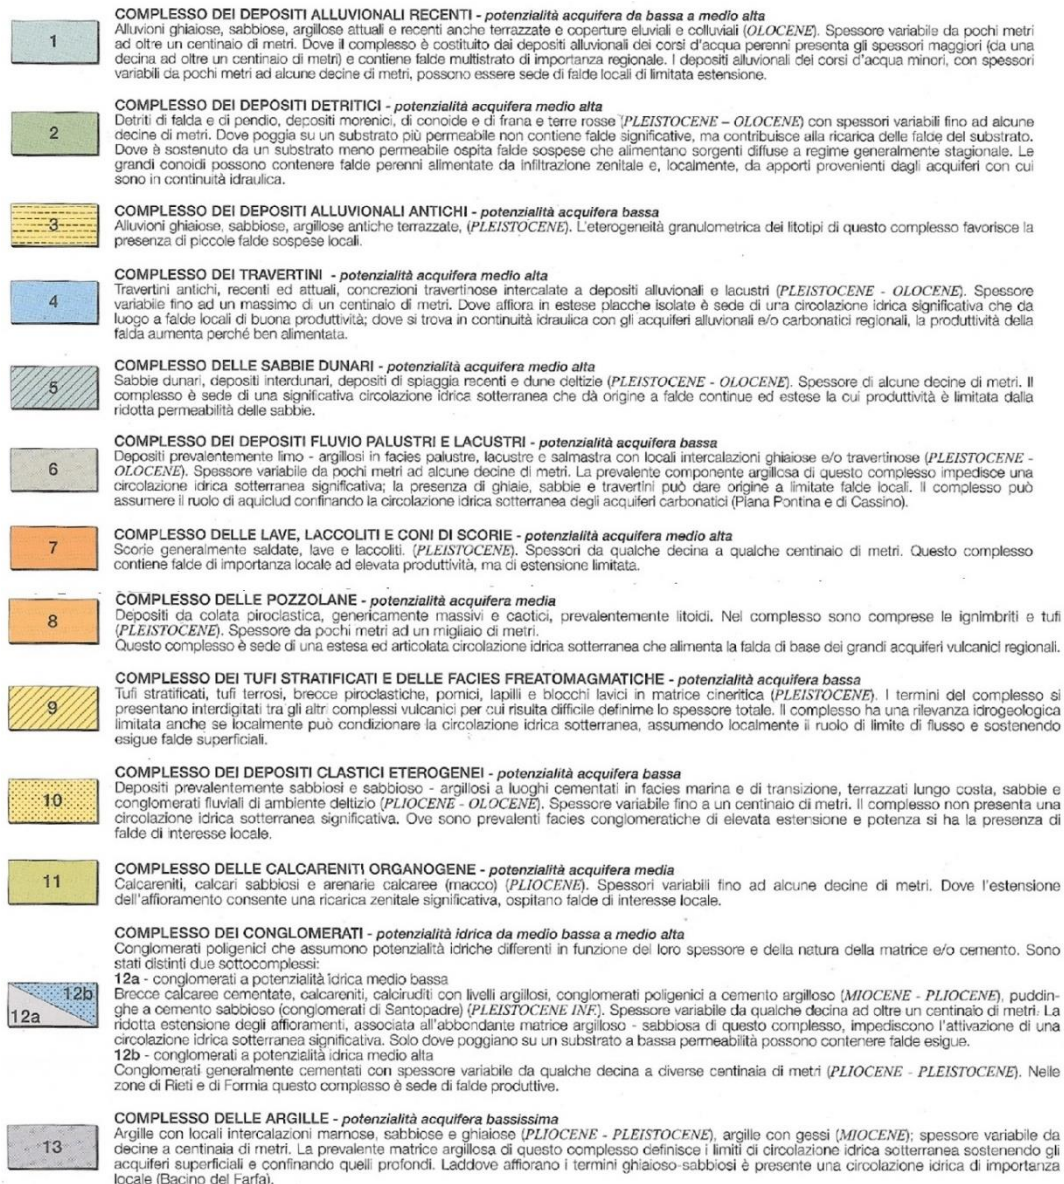 1
COMPLESSO DEI DEPOSITI ALLUVIONALI RECENTI - potenzialità acquifera da bassa a medio alta
Alluvioni ghiaiose, sabbiose, argillose attuali e recenti anche terrazzate e coperture eluviali e colluviali (OLOCENE). Spessore variabile da pochi metri
ad oltre un centinaio di metri. Dove il complesso è costituito dai depositi alluvionali dei corsi d'acqua perenni presenta gli spessori maggiori (da una
decina ad oltre un centinaio di metri) e contiene falde multistrato di importanza regionale. I depositi alluvionali dei corsi d'acqua minori, con spessori
variabili da pochi metri ad alcune decine di metri, possono essere sede di falde locali di limitata estensione.
2
COMPLESSO DEI DEPOSITI DETRITICI - potenzialità acquifera medio alta
Detriti di falda e di pendio, depositi morenici, di conoide e di frana e terre rosse (PLEISTOCENE – OLOCENE) con spessori variabili fino ad alcune
decine di metri. Dove poggia su un substrato più permeabile non contiene falde significative, ma contribuisce alla ricarica delle falde del substrato.
Dove è sostenuto da un substrato meno permeabile ospita falde sospese che alimentano sorgenti diffuse a regime generalmente stagionale. Le
grandi conoidi possono contenere falde perenni alimentate da infiltrazione zenitale e, localmente, da apporti provenienti dagli acquiferi con cui
sono in continuità idraulica.
3
COMPLESSO DEI DEPOSITI ALLUVIONALI ANTICHI - potenzialità acquifera bassa
Alluvioni ghiaiose, sabbiose, argillose antiche terrazzate, (PLEISTOCENE). L'eterogeneità granulometrica dei litotipi di questo complesso favorisce la
presenza di piccole falde sospese locali.
4
COMPLESSO DEI TRAVERTINI - potenzialità acquifera medio alta
Travertini antichi, recenti ed attuali, concrezioni travertinose intercalate a depositi alluvionali e lacustri (PLEISTOCENE - OLOCENE). Spessore
variabile fino ad un massimo di un centinaio di metri. Dove affiora in estese placche isolate è sede di una circolazione idrica significativa che da
luogo a falde locali di buona produttività; dove si trova in continuità idraulica con gli acquiferi alluvionali e/o carbonatici regionali, la produttività della
falda aumenta perché ben alimentata.
5
COMPLESSO DELLE SABBIE DUNARI - potenzialità acquifera medio alta
Sabbie dunari, depositi interdunari, depositi di spiaggia recenti e dune deltizie (PLEISTOCENE - OLOCENE). Spessore di alcune decine di metri. Il
complesso è sede di una significativa circolazione idrica sotterranea che dà origine a falde continue ed estese la cui produttività è limitata dalla
ridotta permeabilità delle sabbie.
6
COMPLESSO DEI DEPOSITI FLUVIO PALUSTRI E LACUSTRI - potenzialità acquifera bassa
Depositi prevalentemente limo - argillosi in facies palustre, lacustre e salmastra con locali intercalazioni ghiaiose e/o travertinose (PLEISTOCENE -
OLOCENE). Spessore variabile da pochi metri ad alcune decine di metri. La prevalente componente argillosa di questo complesso impedisce una
circolazione idrica sotterranea significativa; la presenza di ghiaie, sabbie e travertini può dare origine a limitate falde locali. Il complesso può
assumere il ruolo di aquiclud confinando la circolazione idrica sotterranea degli acquiferi carbonatici (Piana Pontina e di Cassino).
7
COMPLESSO DELLE LAVE, LACCOLITI E CONI DI SCORIE - potenzialità acquifera medio alta
Scorie generalmente saldate, lave e laccoliti. (PLEISTOCENE). Spessori da qualche decina a qualche centinaio di metri. Questo complesso
contiene falde di importanza locale ad elevata produttività, ma di estensione limitata.
8
COMPLESSO DELLE POZZOLANE - potenzialità acquifera media
Depositi da colata piroclastica, genericamente massivi e caotici, prevalentemente litoidi. Nel complesso sono comprese le ignimbriti e tufi
(PLEISTOCENE). Spessore da pochi metri ad un migliaio di metri.
Questo complesso è sede di una estesa ed articolata circolazione idrica sotterranea che alimenta la falda di base dei grandi acquiferi vulcanici regionali.
9
COMPLESSO DEI TUFI STRATIFICATI E DELLE FACIES FREATOMAGMATICHE - potenzialità acquifera bassa
Tufi stratificati, tufi terrosi, brecce piroclastiche, pomici, lapilli e blocchi lavici in matrice cineritica (PLEISTOCENE). I termini del complesso si
presentano interdigitati tra gli altri complessi vulcanici per cui risulta difficile definirne lo spessore totale. Il complesso ha una rilevanza idrogeologica
limitata anche se localmente può condizionare la circolazione idrica sotterranea, assumendo localmente il ruolo di limite di flusso e sostenendo
esigue falde superficiali.
10
COMPLESSO DEI DEPOSITI CLASTICI ETEROGENEI - potenzialità acquifera bassa
Depositi prevalentemente sabbiosi e sabbioso - argillosi a luoghi cementati in facies marina e di transizione, terrazzati lungo costa, sabbie e
conglomerati fluviali di ambiente deltizio (PLIOCENE - OLOCENE). Spessore variabile fino a un centinaio di metri. Il complesso non presenta una
circolazione idrica sotterranea significativa. Ove sono prevalenti facies conglomeratiche di elevata estensione e potenza si ha la presenza di
falde di interesse locale.
11
COMPLESSO DELLE CALCARENITI ORGANOGENE - potenzialità acquifera media
Calcareniti, calcari sabbiosi e arenarie calcaree (macco) (PLIOCENE). Spessori variabili fino ad alcune decine di metri. Dove l'estensione
dell'affioramento consente una ricarica zenitale significativa, ospitano falde di interesse locale.
12b
12a
COMPLESSO DEI CONGLOMERATI - potenzialità idrica da medio bassa a medio alta
Conglomerati poligenici che assumono potenzialità idriche differenti in funzione del loro spessore e della natura della matrice e/o cemento. Sono
stati distinti due sottocomplessi:
12a - conglomerati a potenzialità idrica medio bassa
Brecce calcaree cementate, calcareniti, calciruditi con livelli argillosi, conglomerati poligenici a cemento argilloso (MIOCENE - PLIOCENE), puddin-
ghe a cemento sabbioso (conglomerati di Santopadre) (PLEISTOCENE INF.). Spessore variabile da qualche decina ad oltre un centinaio di metri. La
ridotta estensione degli affioramenti, associata all'abbondante matrice argilloso - sabbiosa di questo complesso, impediscono l'attivazione di una
circolazione idrica sotterranea significativa. Solo dove poggiano su un substrato a bassa permeabilità possono contenere falde esigue.
12b - conglomerati a potenzialità idrica medio alta
Conglomerati generalmente cementati con spessore variabile da qualche decina a diverse centinaia di metri (PLIOCENE - PLEISTOCENE). Nelle
zone di Rieti e di Formia questo complesso è sede di falde produttive.
13
COMPLESSO DELLE ARGILLE - potenzialità acquifera bassissima
Argille con locali intercalazioni marnose, sabbiose e ghiaiose (PLIOCENE - PLEISTOCENE), argille con gessi (MIOCENE); spessore variabile da
decine a centinaia di metri. La prevalente matrice argillosa di questo complesso definisce i limiti di circolazione idrica sotterranea sostenendo gli
acquiferi superficiali e confinando quelli profondi. Laddove affiorano i termini ghiaioso-sabbiosi è presente una circolazione idrica di importanza
locale (Bacino del Farfa).